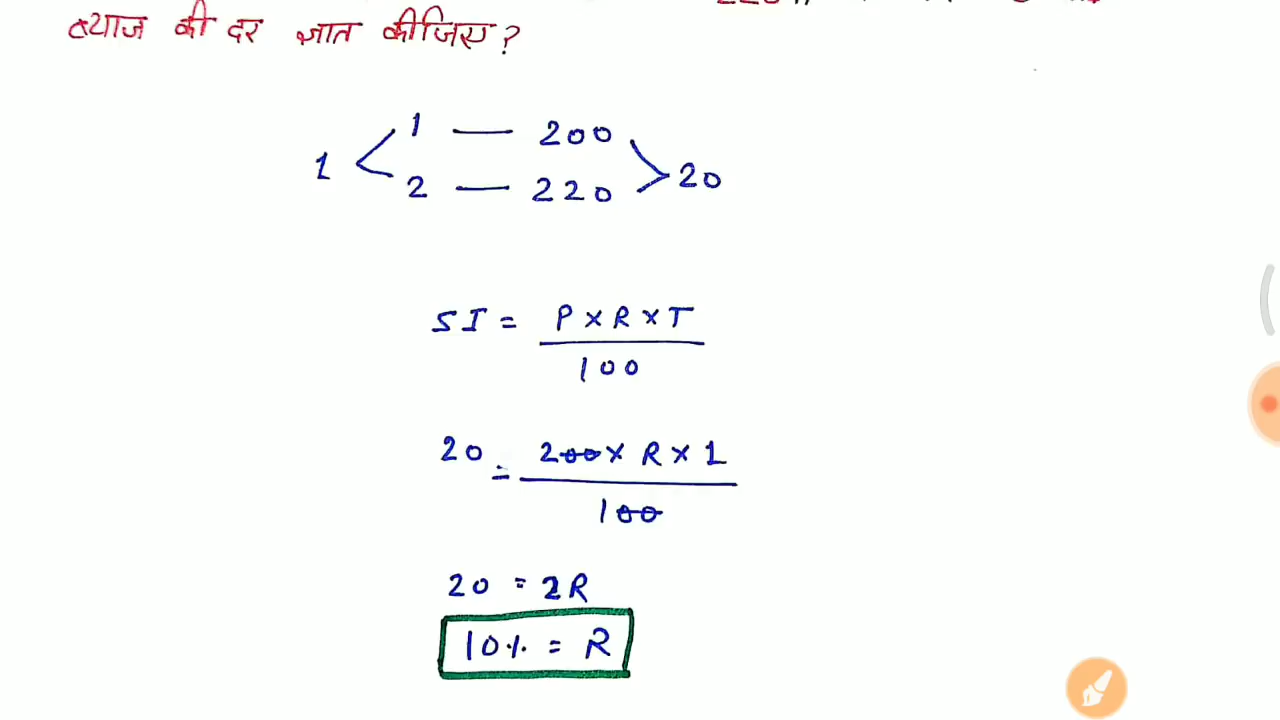 ब्याज की दर ज्ञात कीजिए?
1 < 1 — 200 > 20
2 — 220
SI = P × R × T
100
20 = 200 × R × 1
100
20 = 2R
10% = R